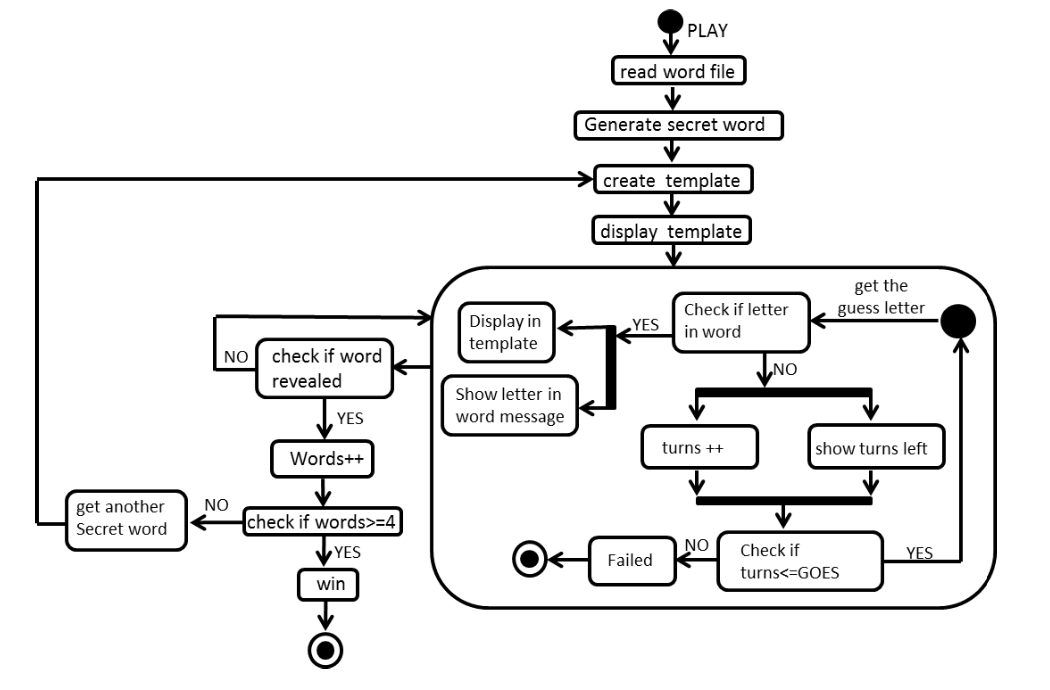 PLAY
read word file
Generate secret word
create template
display template
get the
guess letter
Check if letter
in word
YES
Display in
template
Show letter in
word message
NO
turns ++
show turns left
Check if
turns<=GOES
YES
NO
Failed
check if word
revealed
NO
YES
Words++
check if words>=4
NO
get another
Secret word
YES
win